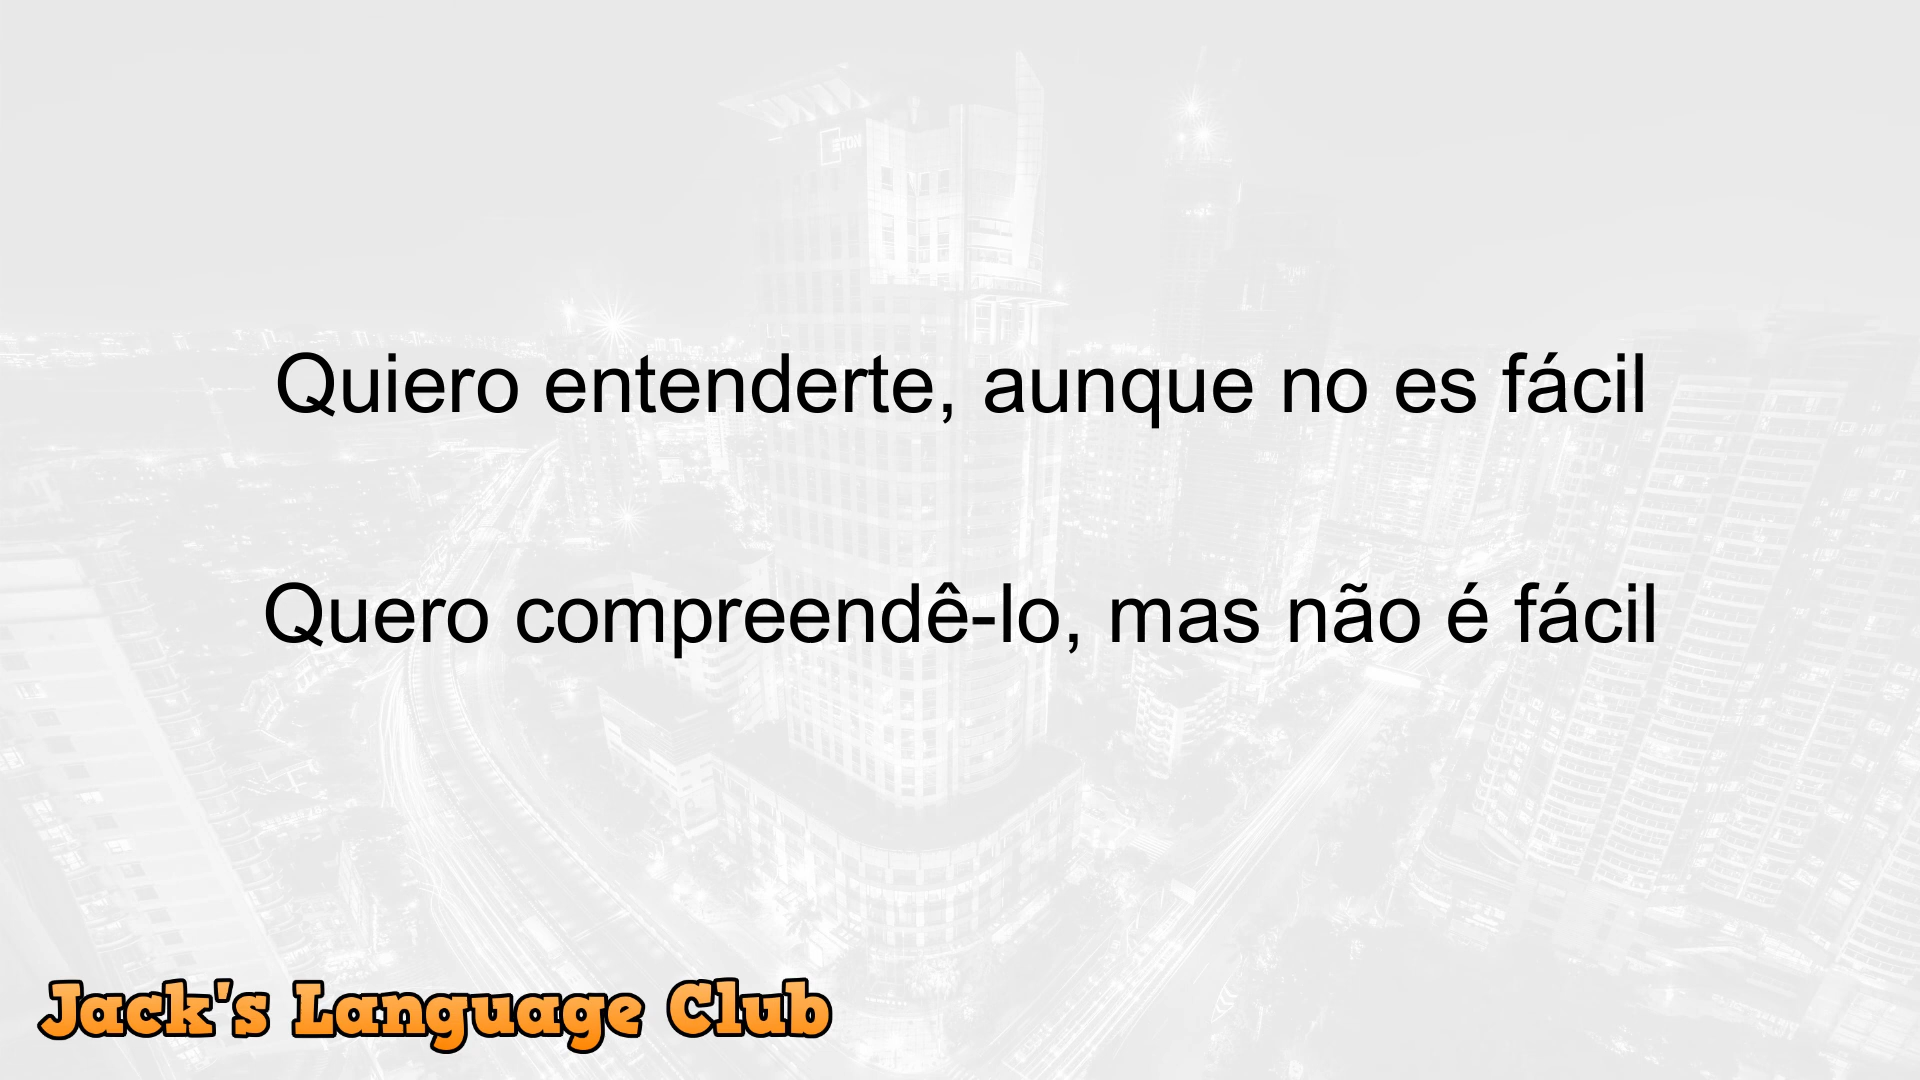 Quiero entenderte, aunque no es fácil
Quero compreendê-lo, mas não é fácil
Jack's Language Club